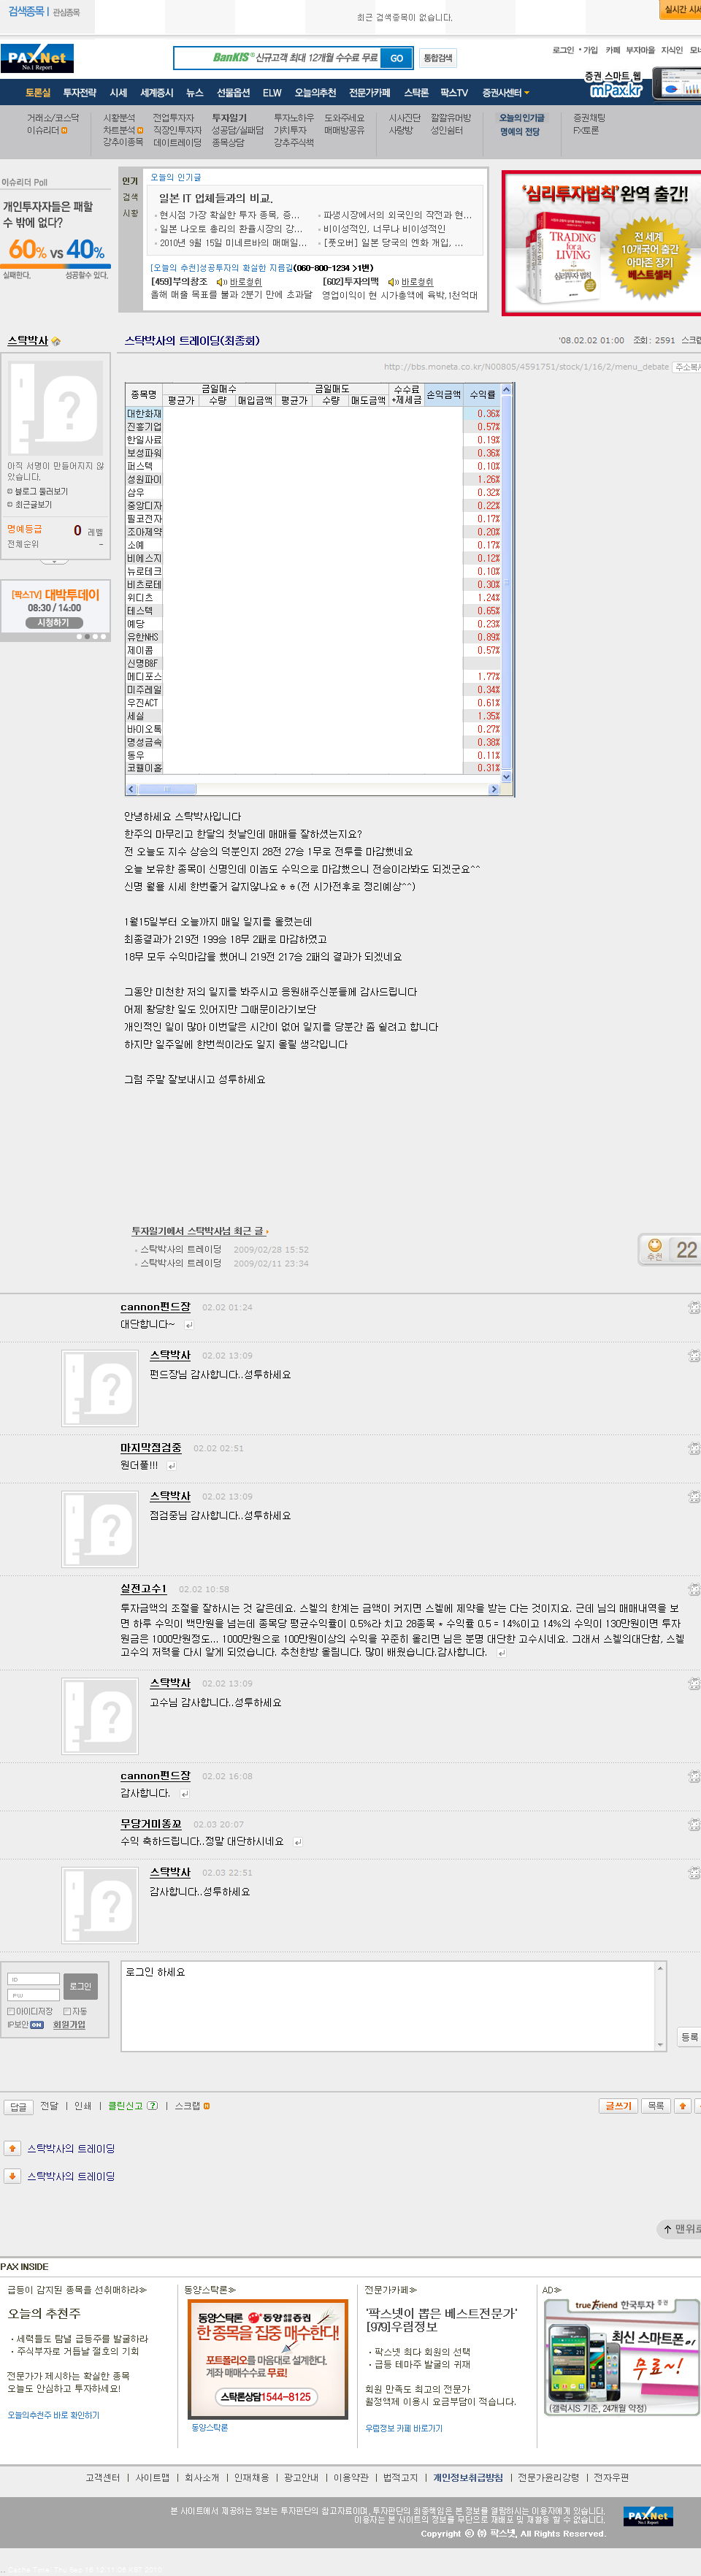 검색종목 | 관심종목
최근 검색종목이 없습니다.
실시간 시세
PAXNet
No.1 Report
BanKIS® 신규고객 최대 12개월 수수료 무료
GO
통합검색
로그인 • 가입 카페 부자마을 지식인
증권 스마트 웹
mPax.kr
토론실 투자전략 시세 세계증시 뉴스 선물옵션 ELW 오늘의추천 전문가카페 스탁론 팍스TV 증권사센터
거래소/코스닥 시황분석 전업투자자 투자일기 투자노하우 도와주세요 시사진단 깔깔유머방 오늘의인기글 증권채팅
이슈리더 차트분석 직장인투자자 성공담/실패담 가치투자 매매방공유 사랑방 성인쉼터 명예의 전당 FX토론
강추이종목 데이트레이딩 종목상담 강추주식책
이슈리더 Poll
개인투자자들은 패할
수 밖에 없다?
60% vs 40%
실패한다. 성공할수 있다.
인기
검색
시황
오늘의 인기글
일본 IT 업체들과의 비교.
현시점 가장 확실한 투자 종목, 중...
일본 나오토 총리의 환율시장의 강...
2010년 9월 15일 미네르바의 매매일...
파생시장에서의 외국인의 작전과 현...
비이성적인, 너무나 비이성적인
[풋오버] 일본 당국의 엔화 개입, ...
[오늘의 추천]성공투자의 확실한 지름길(060-800-1234 >1번)
[459]부의창조 바로청취
올해 매출 목표를 불과 2분기 만에 초과달
[602]투자의맥 바로청취
영업이익이 현 시가총액에 육박,1천억대
'심리투자법칙' 완역 출간!
TRADING for a LIVING
심리투자 법칙
전 세계
10개국어 출간
아마존 장기
베스트셀러
스탁박사
스탁박사의 트레이딩(최종회)
'08.02.02 01:00 조회 : 2591
http://bbs.moneta.co.kr/N00805/4591751/stock/1/16/2/menu_debate
아직 서명이 만들어지지 않
았습니다.
블로그 둘러보기
최근글보기
명예등급 0 레벨
전체순위 -
[팍스TV] 대박투데이
08:30 / 14:00
시청하기
종목명 금일매수 금일매도 수수료+제세금 손익금액 수익률
평균가 수량 매입금액 평균가 수량 매도금액
대한화재 0.36%
진흥기업 0.57%
한일사료 0.19%
보성파워 0.36%
퍼스텍 0.10%
성원파이 1.26%
삼우 0.32%
중앙디자 0.22%
필코전자 0.17%
조아제약 0.20%
소예 0.17%
비에스지 0.12%
뉴로테크 0.10%
비츠로테 0.30%
위디츠 1.24%
테스텍 0.65%
예당 0.23%
유한NHS 0.89%
제이콤 0.57%
신명B&F
메디포스 1.77%
미주레일 0.34%
우진ACT 0.61%
세실 1.35%
바이오톡 0.27%
명성금속 0.38%
동우 0.11%
코웰이홀 0.31%
안녕하세요 스탁박사입니다
한주의 마무리고 한달의 첫날인데 매매을 잘하셨는지요?
전 오늘도 지수 상승의 덕분인지 28전 27승 1무로 전투를 마감했네요
오늘 보유한 종목이 신명인데 이놈도 수익으로 마감했으니 전승이라봐도 되겠군요^^
신명 월욜 시세 한번줄거 같지않나요ㅎㅎ(전 시가전후로 정리예상^^)
1월15일부터 오늘까지 매일 일지를 올렸는데
최종결과가 219전 199승 18무 2패로 마감하였고
18무 모두 수익마감을 했어니 219전 217승 2패의 결과가 되겠네요
그동안 미천한 저의 일지를 봐주시고 응원해주신분들께 감사드립니다
어제 황당한 일도 있어지만 그때문이라기보단
개인적인 일이 많아 이번달은 시간이 없어 일지를 당분간 좀 쉴려고 합니다
하지만 일주일에 한번씩이라도 일지 올릴 생각입니다
그럼 주말 잘보내시고 성투하세요
투자일기에서 스탁박사님 최근 글
스탁박사의 트레이딩 2009/02/28 15:52
스탁박사의 트레이딩 2009/02/11 23:34
추천 22
cannon펀드장 02.02 01:24
대단합니다~
스탁박사 02.02 13:09
펀드장님 감사합니다..성투하세요
마지막점검중 02.02 02:51
원더풀!!!
스탁박사 02.02 13:09
점검중님 감사합니다..성투하세요
실전고수1 02.02 10:58
투자금액의 조절을 잘하시는 것 같은데요. 스켈의 한계는 금액이 커지면 스켈에 제약을 받는 다는 것이지요. 근데 님의 매매내역을 보
면 하루 수익이 백만원을 넘는데 종목당 평균수익률이 0.5%라 치고 28종목 * 수익률 0.5 = 14%이고 14%의 수익이 130만원이면 투자
원금은 1000만원정도... 1000만원으로 100만원이상의 수익을 꾸준히 올리면 님은 분명 대단한 고수시네요. 그래서 스켈의대단함, 스켈
고수의 저력을 다시 알게 되었습니다. 추천한방 올립니다. 많이 배웠습니다.감사합니다.
스탁박사 02.02 13:09
고수님 감사합니다..성투하세요
cannon펀드장 02.02 16:08
감사합니다.
무당거미똥꼬 02.03 20:07
수익 축하드립니다..정말 대단하시네요
스탁박사 02.03 22:51
감사합니다..성투하세요
ID
PW
로그인
아이디저장 자동
IP보안 ON 회원가입
로그인 하세요
등록
답글 전달 | 인쇄 | 클린신고 ? | 스크랩
글쓰기 목록
스탁박사의 트레이딩
스탁박사의 트레이딩
맨위로
PAX INSIDE
급등이 감지된 종목을 선취매하라≫
오늘의 추천주
· 세력들도 탐낼 급등주를 발굴하라
· 주식부자로 거듭날 절호의 기회
전문가가 제시하는 확실한 종목
오늘도 안심하고 투자하세요!
오늘의추천주 바로 확인하기
동양스탁론≫
동양스탁론 동양종합금융증권
한 종목을 집중 매수한다!
포트폴리오를 마음대로 설계한다.
계좌 매매수수료 무료!
스탁론상담1544-8125
동양스탁론
전문가카페≫
'팍스넷이 뽑은 베스트전문가'
[979]우림정보
· 팍스넷 최다 회원의 선택
· 급등 테마주 발굴의 귀재
회원 만족도 최고의 전문가
월정액제 이용시 요금부담이 적습니다.
우림정보 카페 바로가기
AD≫
true friend 한국투자증권
최신 스마트폰이
무료~!
(갤럭시S 기준, 24개월 약정)
고객센터 | 사이트맵 | 회사소개 | 인재채용 | 광고안내 | 이용약관 | 법적고지 | 개인정보취급방침 | 전문가윤리강령 | 전자우편
본 사이트에서 제공하는 정보는 투자판단의 참고자료이며, 투자판단의 최종책임은 본 정보를 열람하시는 이용자에게 있습니다.
이용자는 본 사이트의 정보를 무단으로 재배포 및 재활용 할 수 없습니다.
Copyright ⓒ ㈜ 팍스넷, All Rights Reserved.
PAXNet
No.1 Report